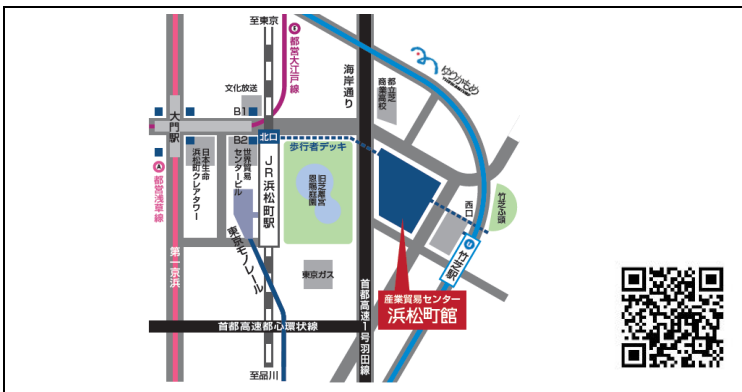 至東京
都営大江戸線
海岸通り
都立芝
商業高校
ゆりかもめ
文化放送
B1
大門駅
B2
北口
歩行者デッキ
日本生命
浜松町クレアタワー
世界貿易
センタービル
JR浜松町駅
旧芝離宮
恩賜庭園
A
都営浅草線
西口
竹芝ふ頭
竹芝駅
第一京浜
東京モノレール
東京ガス
産業貿易センター
浜松町館
首都高速都心環状線
首都高速1号羽田線
至品川